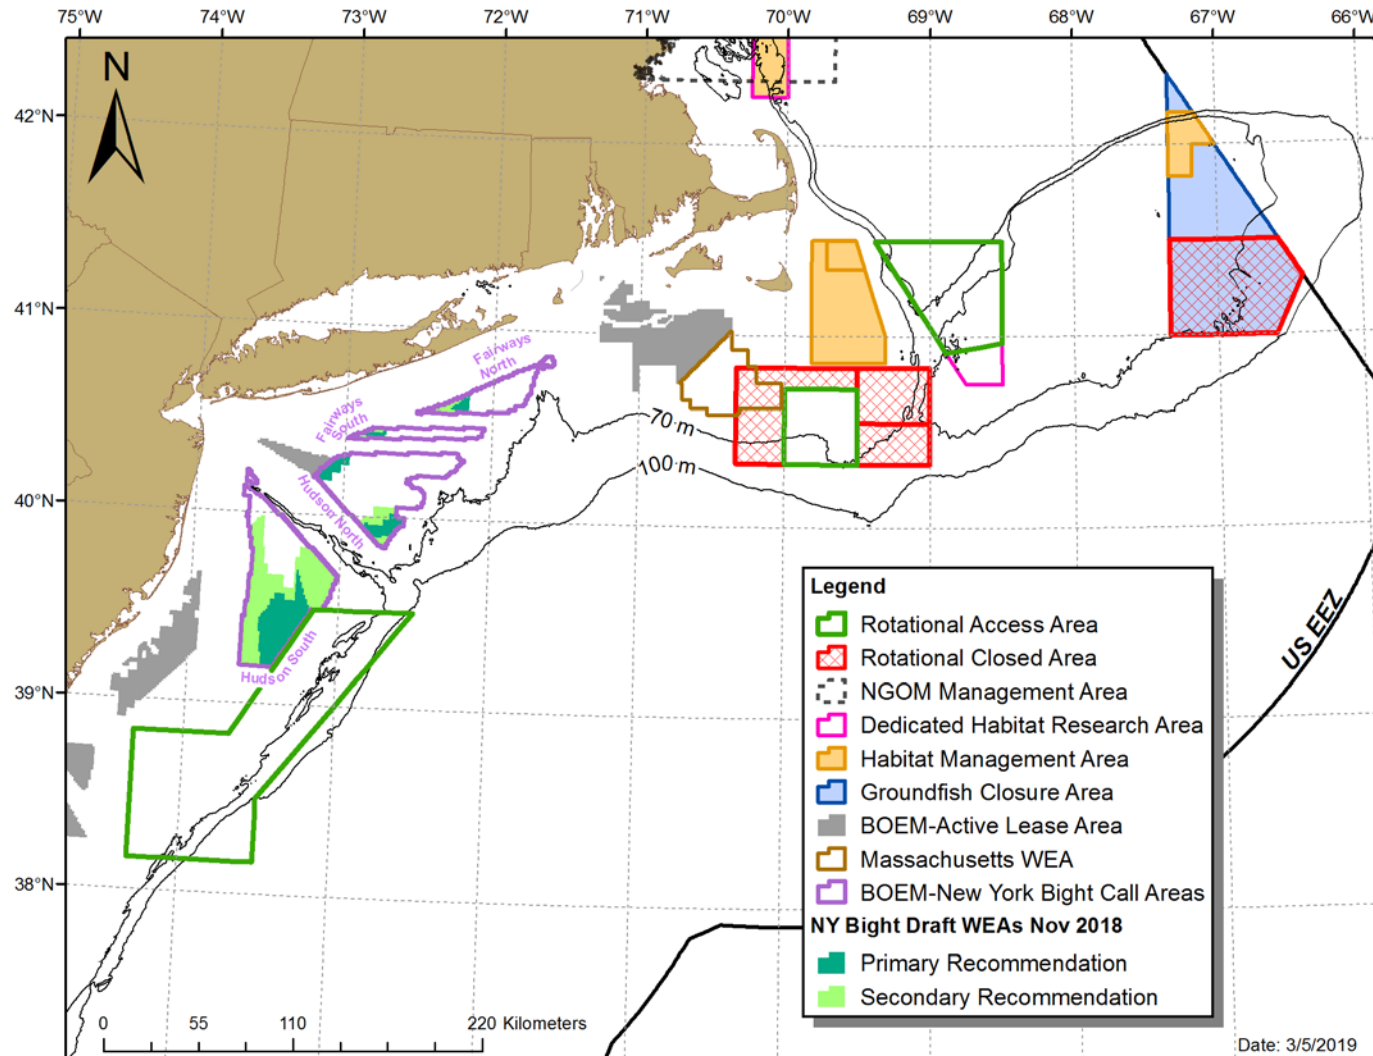 75°W 74°W 73°W 72°W 71°W 70°W 69°W 68°W 67°W 66°W
N
42°N
41°N
40°N
39°N
38°N
Fairways
North
Fairways
South
Hudson North
Hudson South
70 m
100 m
US EEZ
Legend
Rotational Access Area
Rotational Closed Area
NGOM Management Area
Dedicated Habitat Research Area
Habitat Management Area
Groundfish Closure Area
BOEM-Active Lease Area
Massachusetts WEA
BOEM-New York Bight Call Areas
NY Bight Draft WEAs Nov 2018
Primary Recommendation
Secondary Recommendation
0 55 110 220 Kilometers
Date: 3/5/2019